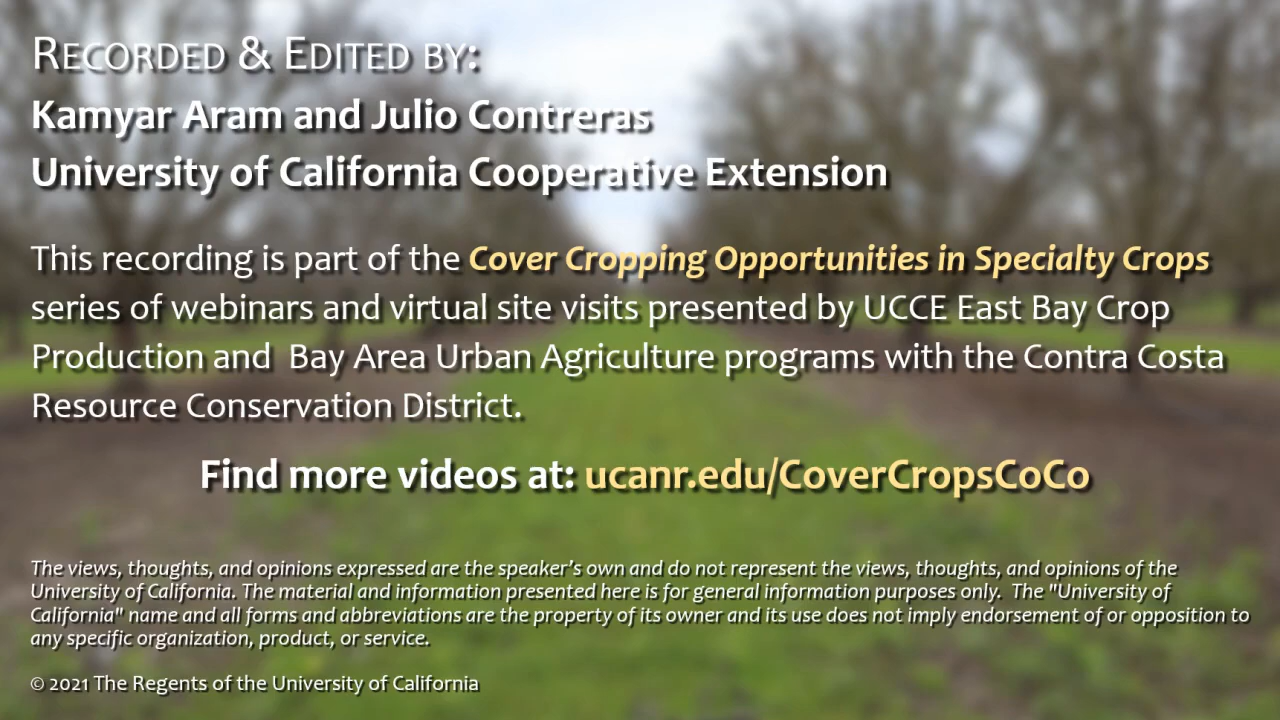 Recorded & Edited by:
Kamyar Aram and Julio Contreras
University of California Cooperative Extension
This recording is part of the Cover Cropping Opportunities in Specialty Crops
series of webinars and virtual site visits presented by UCCE East Bay Crop
Production and  Bay Area Urban Agriculture programs with the Contra Costa
Resource Conservation District.
Find more videos at: ucanr.edu/CoverCropsCoCo
The views, thoughts, and opinions expressed are the speaker’s own and do not represent the views, thoughts, and opinions of the
University of California. The material and information presented here is for general information purposes only.  The "University of
California" name and all forms and abbreviations are the property of its owner and its use does not imply endorsement of or opposition to
any specific organization, product, or service.
© 2021 The Regents of the University of California